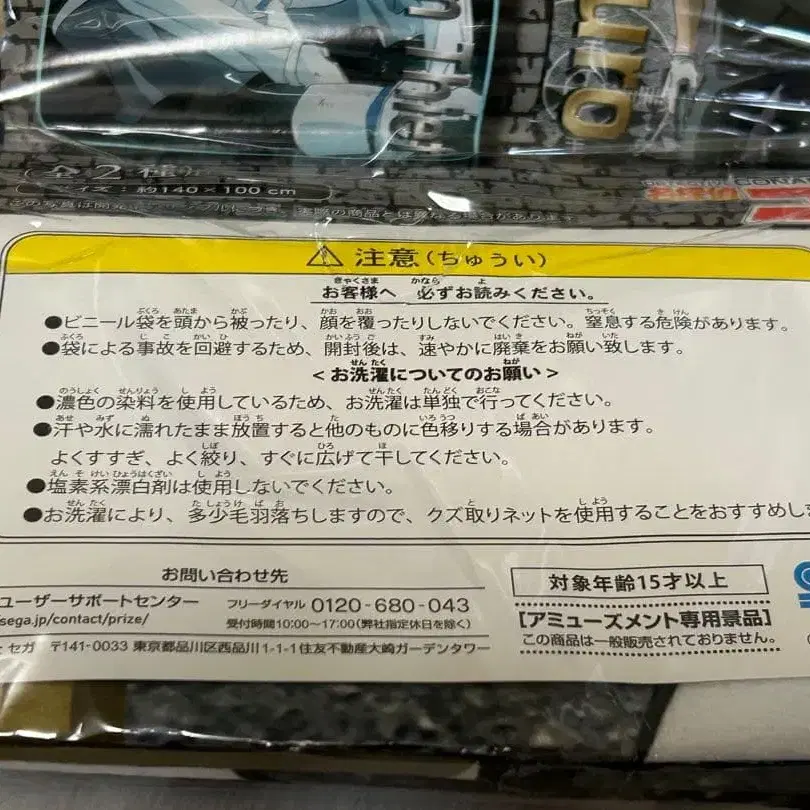 uro
全2種
サイズ：約140×100cm
⚠ 注意(ちゅうい)
お客様へ 必ずお読みください。
●ビニール袋を頭から被ったり、顔を覆ったりしないでください。窒息する危険があります。
●袋による事故を回避するため、開封後は、速やかに廃棄をお願い致します。
＜お洗濯についてのお願い＞
●濃色の染料を使用しているため、お洗濯は単独で行ってください。
●汗や水に濡れたまま放置すると他のものに色移りする場合があります。
よくすすぎ、よく絞り、すぐに広げて干してください。
●塩素系漂白剤は使用しないでください。
●お洗濯により、多少毛羽落ちしますので、クズ取りネットを使用することをおすすめしま
お問い合わせ先
ユーザーサポートセンター
sega.jp/contact/prize/
フリーダイヤル 0120-680-043
受付時間10:00〜17:00(弊社指定休日を除く)
セガ 〒141-0033 東京都品川区西品川1-1-1住友不動産大崎ガーデンタワー
対象年齢15才以上
【アミューズメント専用景品】
この商品は一般販売されておりません。